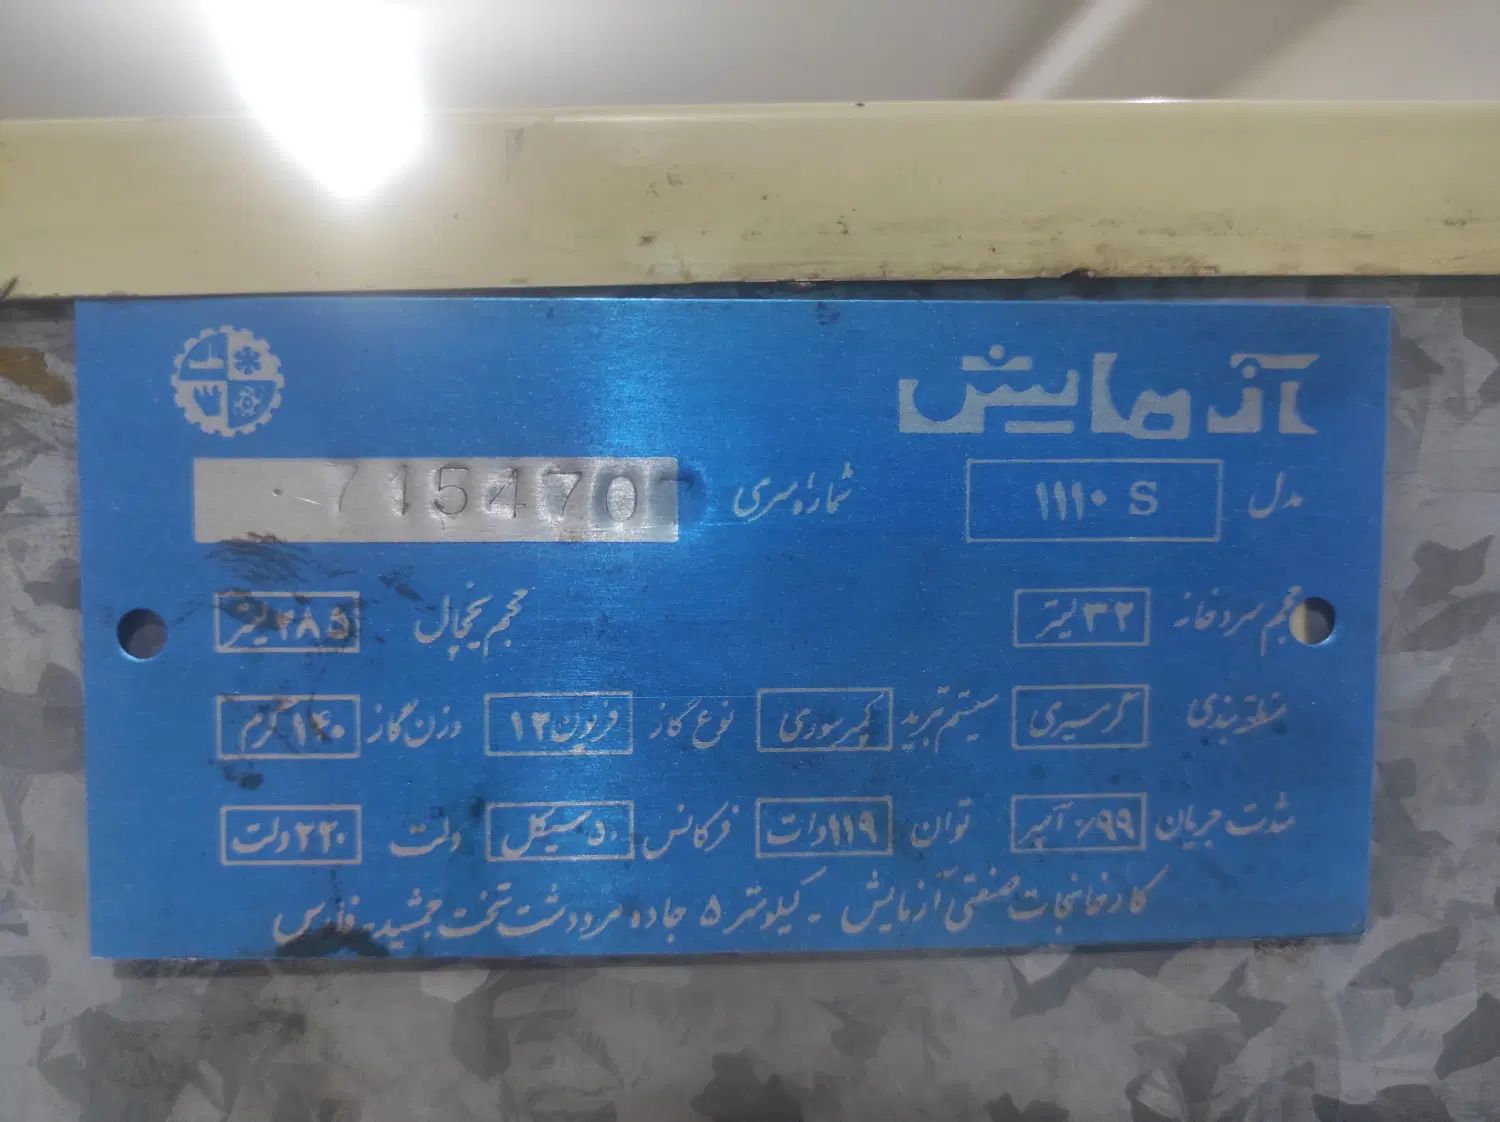 آزمایش
مدل ۱۱۱۰ S شماره سری 715470
حجم سردخانه ۳۲ لیتر حجم یخچال ۲۸۵ لیتر
منطقه بندی گرمسیری سیستم تبرید کمپرسوری نوع گاز فریون ۱۲ وزن گاز ۱۴۰ گرم
شدت جریان ۰/۹۹ آمپر توان ۱۱۹ وات فرکانس ۵۰ سیکل ولت ۲۲۰ ولت
کارخانجات صنعتی آزمایش - کیلومتر ۵ جاده مرودشت تخت جمشید - فارس